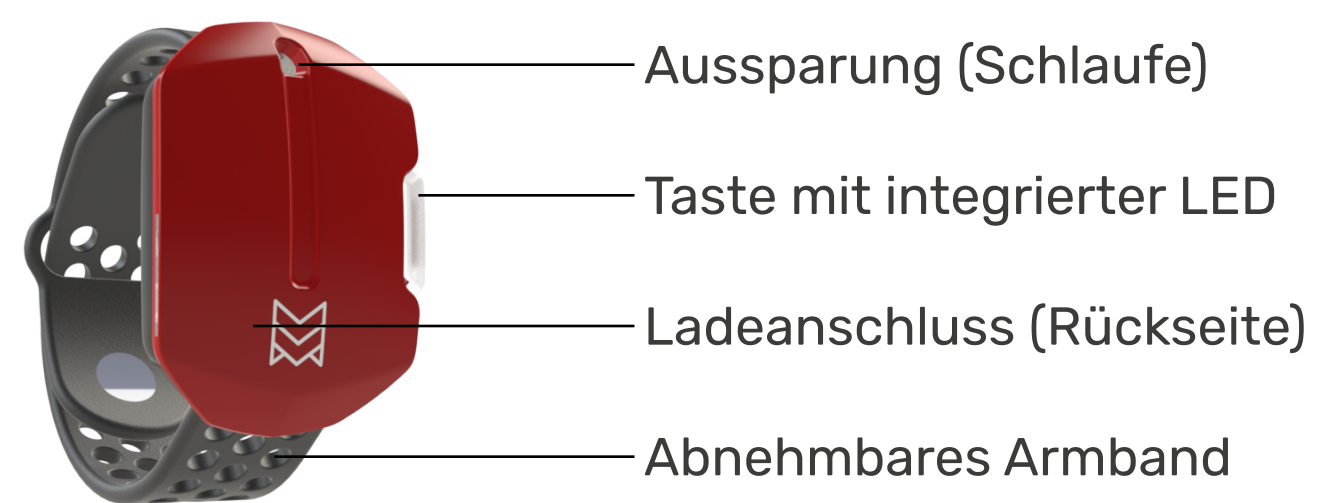 Aussparung (Schlaufe)
Taste mit integrierter LED
Ladeanschluss (Rückseite)
Abnehmbares Armband